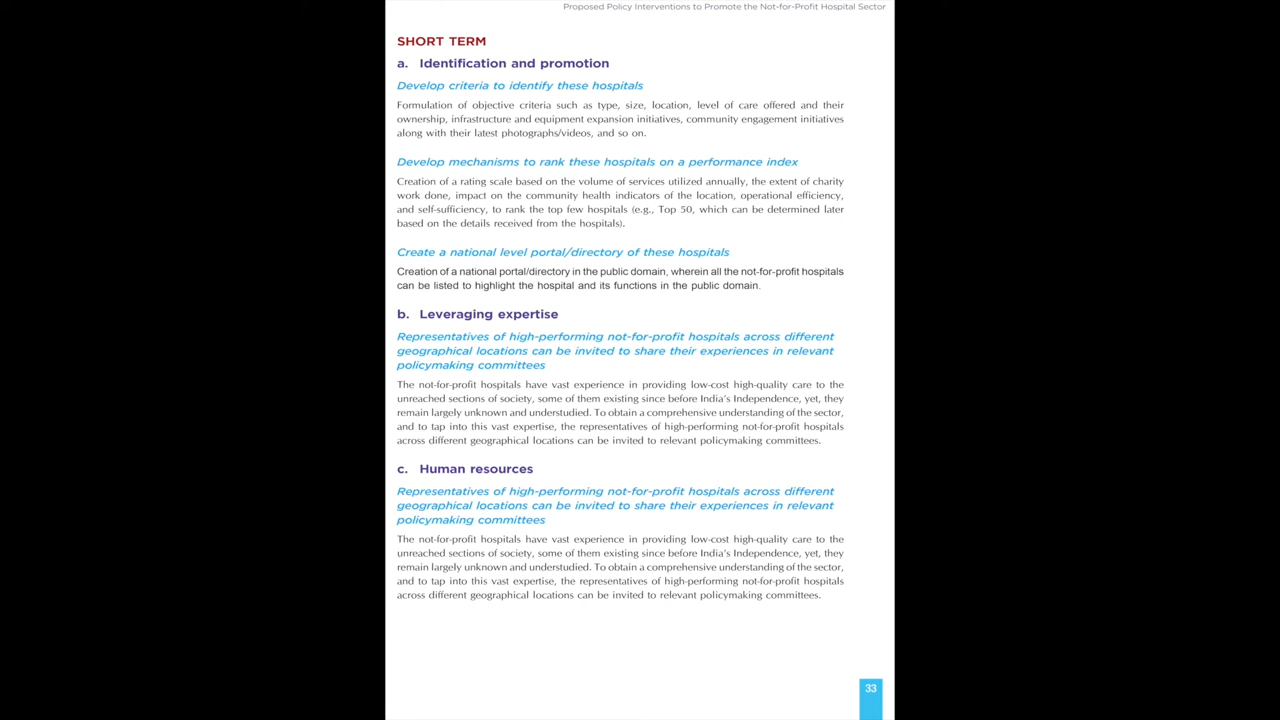 Proposed Policy Interventions to Promote the Not-for-Profit Hospital Sector
SHORT TERM
a. Identification and promotion
Develop criteria to identify these hospitals
Formulation of objective criteria such as type, size, location, level of care offered and their
ownership, infrastructure and equipment expansion initiatives, community engagement initiatives
along with their latest photographs/videos, and so on.
Develop mechanisms to rank these hospitals on a performance index
Creation of a rating scale based on the volume of services utilized annually, the extent of charity
work done, impact on the community health indicators of the location, operational efficiency,
and self-sufficiency, to rank the top few hospitals (e.g., Top 50, which can be determined later
based on the details received from the hospitals).
Create a national level portal/directory of these hospitals
Creation of a national portal/directory in the public domain, wherein all the not-for-profit hospitals
can be listed to highlight the hospital and its functions in the public domain.
b. Leveraging expertise
Representatives of high-performing not-for-profit hospitals across different
geographical locations can be invited to share their experiences in relevant
policymaking committees
The not-for-profit hospitals have vast experience in providing low-cost high-quality care to the
unreached sections of society, some of them existing since before India's Independence, yet, they
remain largely unknown and understudied. To obtain a comprehensive understanding of the sector,
and to tap into this vast expertise, the representatives of high-performing not-for-profit hospitals
across different geographical locations can be invited to relevant policymaking committees.
c. Human resources
Representatives of high-performing not-for-profit hospitals across different
geographical locations can be invited to share their experiences in relevant
policymaking committees
The not-for-profit hospitals have vast experience in providing low-cost high-quality care to the
unreached sections of society, some of them existing since before India's Independence, yet, they
remain largely unknown and understudied. To obtain a comprehensive understanding of the sector,
and to tap into this vast expertise, the representatives of high-performing not-for-profit hospitals
across different geographical locations can be invited to relevant policymaking committees.
33